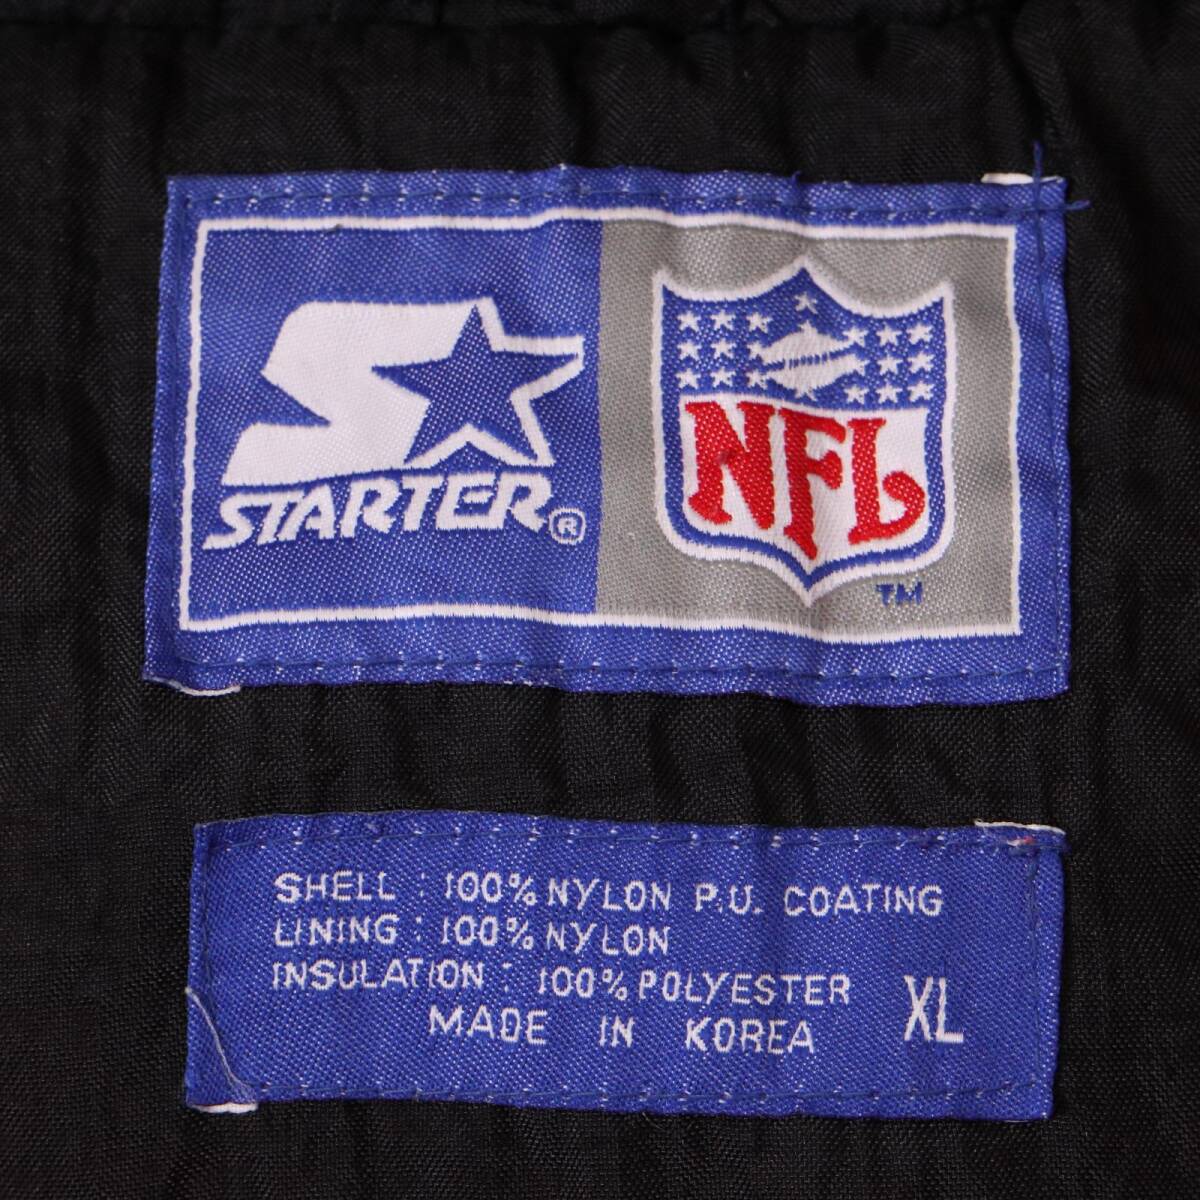 STARTER®
NFL
TM
SHELL : 100% NYLON P.U. COATING
LINING : 100% NYLON
INSULATION : 100% POLYESTER
MADE IN KOREA
XL